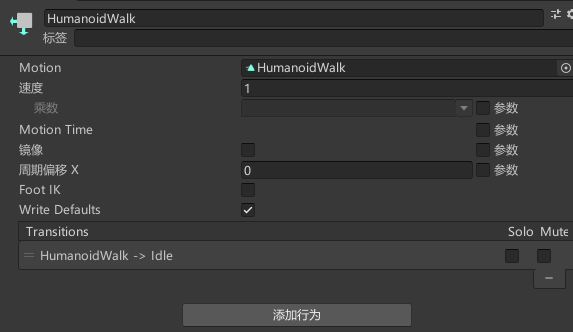 HumanoidWalk
标签
Motion HumanoidWalk
速度 1
乘数 参数
Motion Time 参数
镜像 参数
周期偏移 X 0 参数
Foot IK
Write Defaults
Transitions Solo Mute
HumanoidWalk -> Idle
添加行为